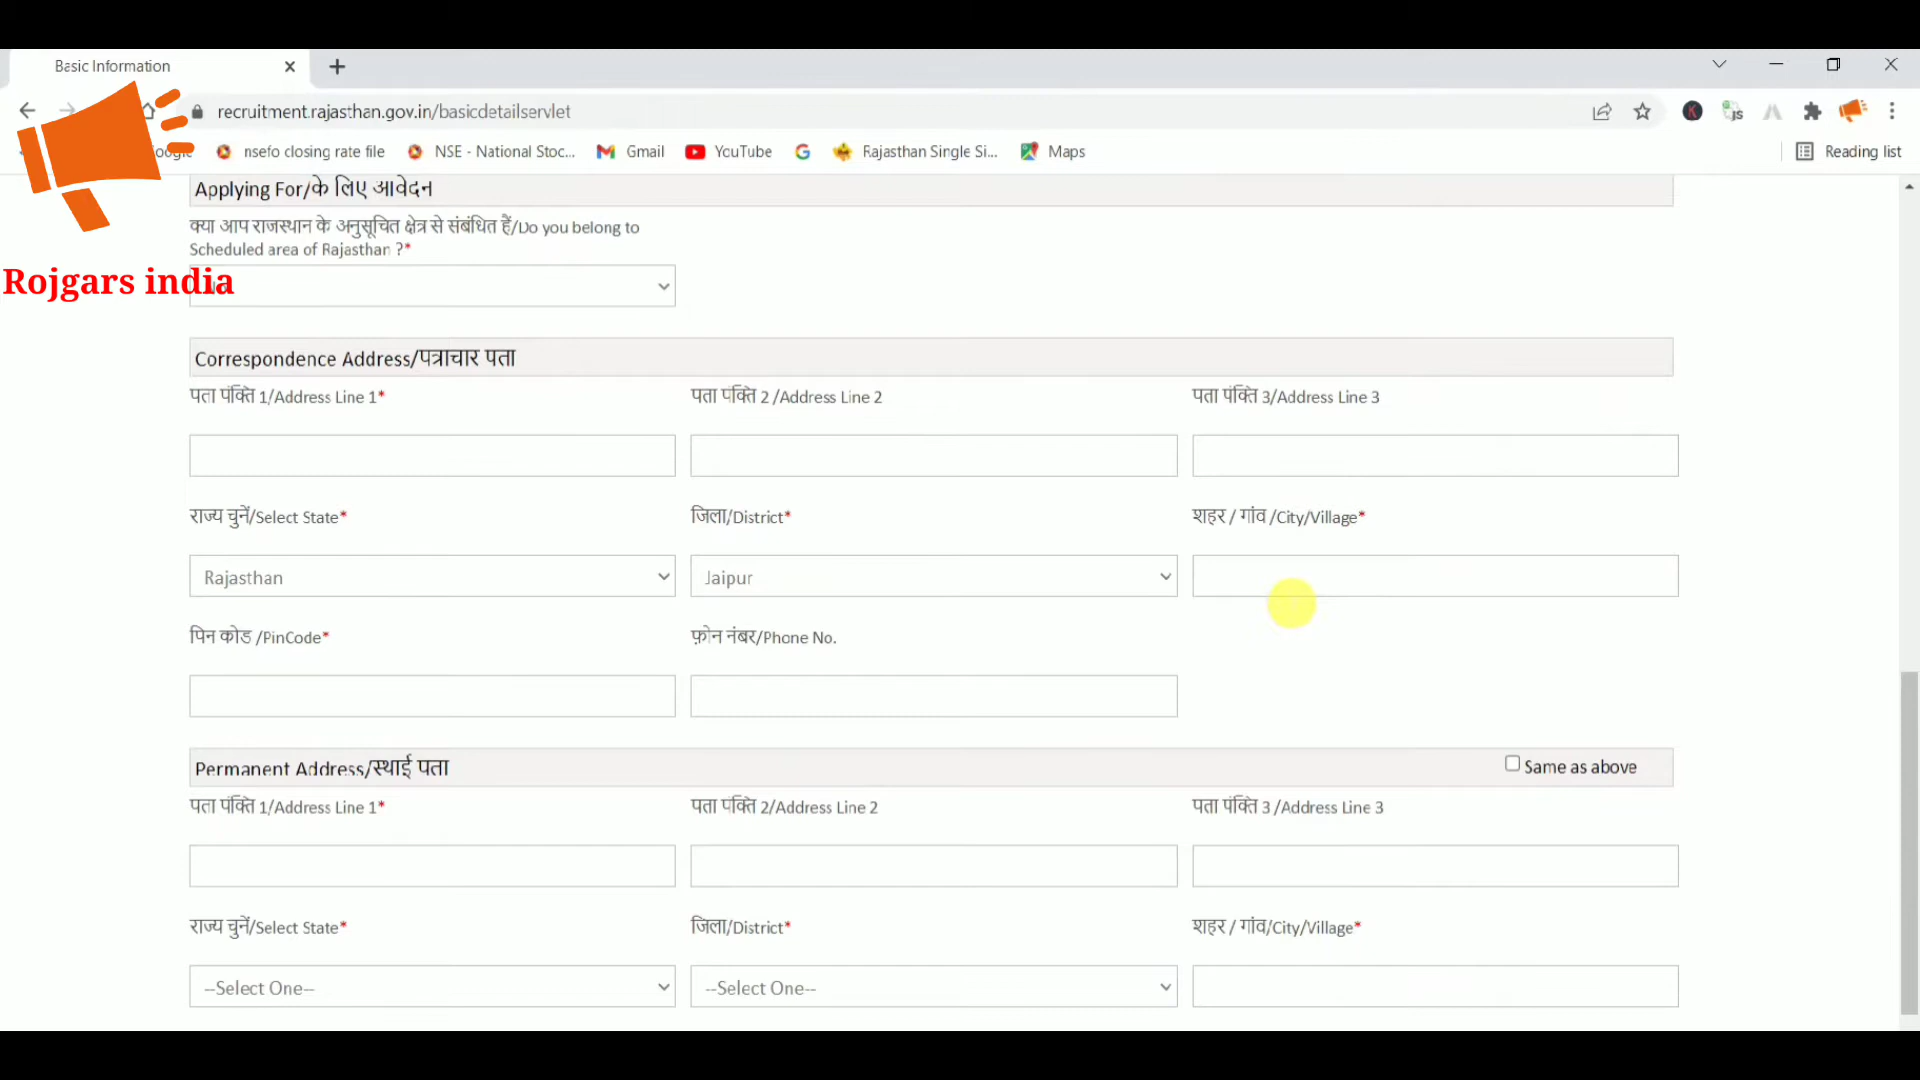 Basic Information
recruitment.rajasthan.gov.in/basicdetailservlet
nsefo closing rate file NSE - National Stoc... Gmail YouTube Rajasthan Single Si... Maps Reading list
Applying For/के लिए आवेदन
क्या आप राजस्थान के अनुसूचित क्षेत्र से संबंधित हैं/Do you belong to
Scheduled area of Rajasthan ?*
Rojgars india
Correspondence Address/पत्राचार पता
पता पंक्ति 1/Address Line 1* पता पंक्ति 2 /Address Line 2 पता पंक्ति 3/Address Line 3
राज्य चुनें/Select State* जिला/District* शहर / गांव /City/Village*
Rajasthan Jaipur
पिन कोड /PinCode* फ़ोन नंबर/Phone No.
Permanent Address/स्थाई पता Same as above
पता पंक्ति 1/Address Line 1* पता पंक्ति 2/Address Line 2 पता पंक्ति 3 /Address Line 3
राज्य चुनें/Select State* जिला/District* शहर / गांव/City/Village*
--Select One-- --Select One--